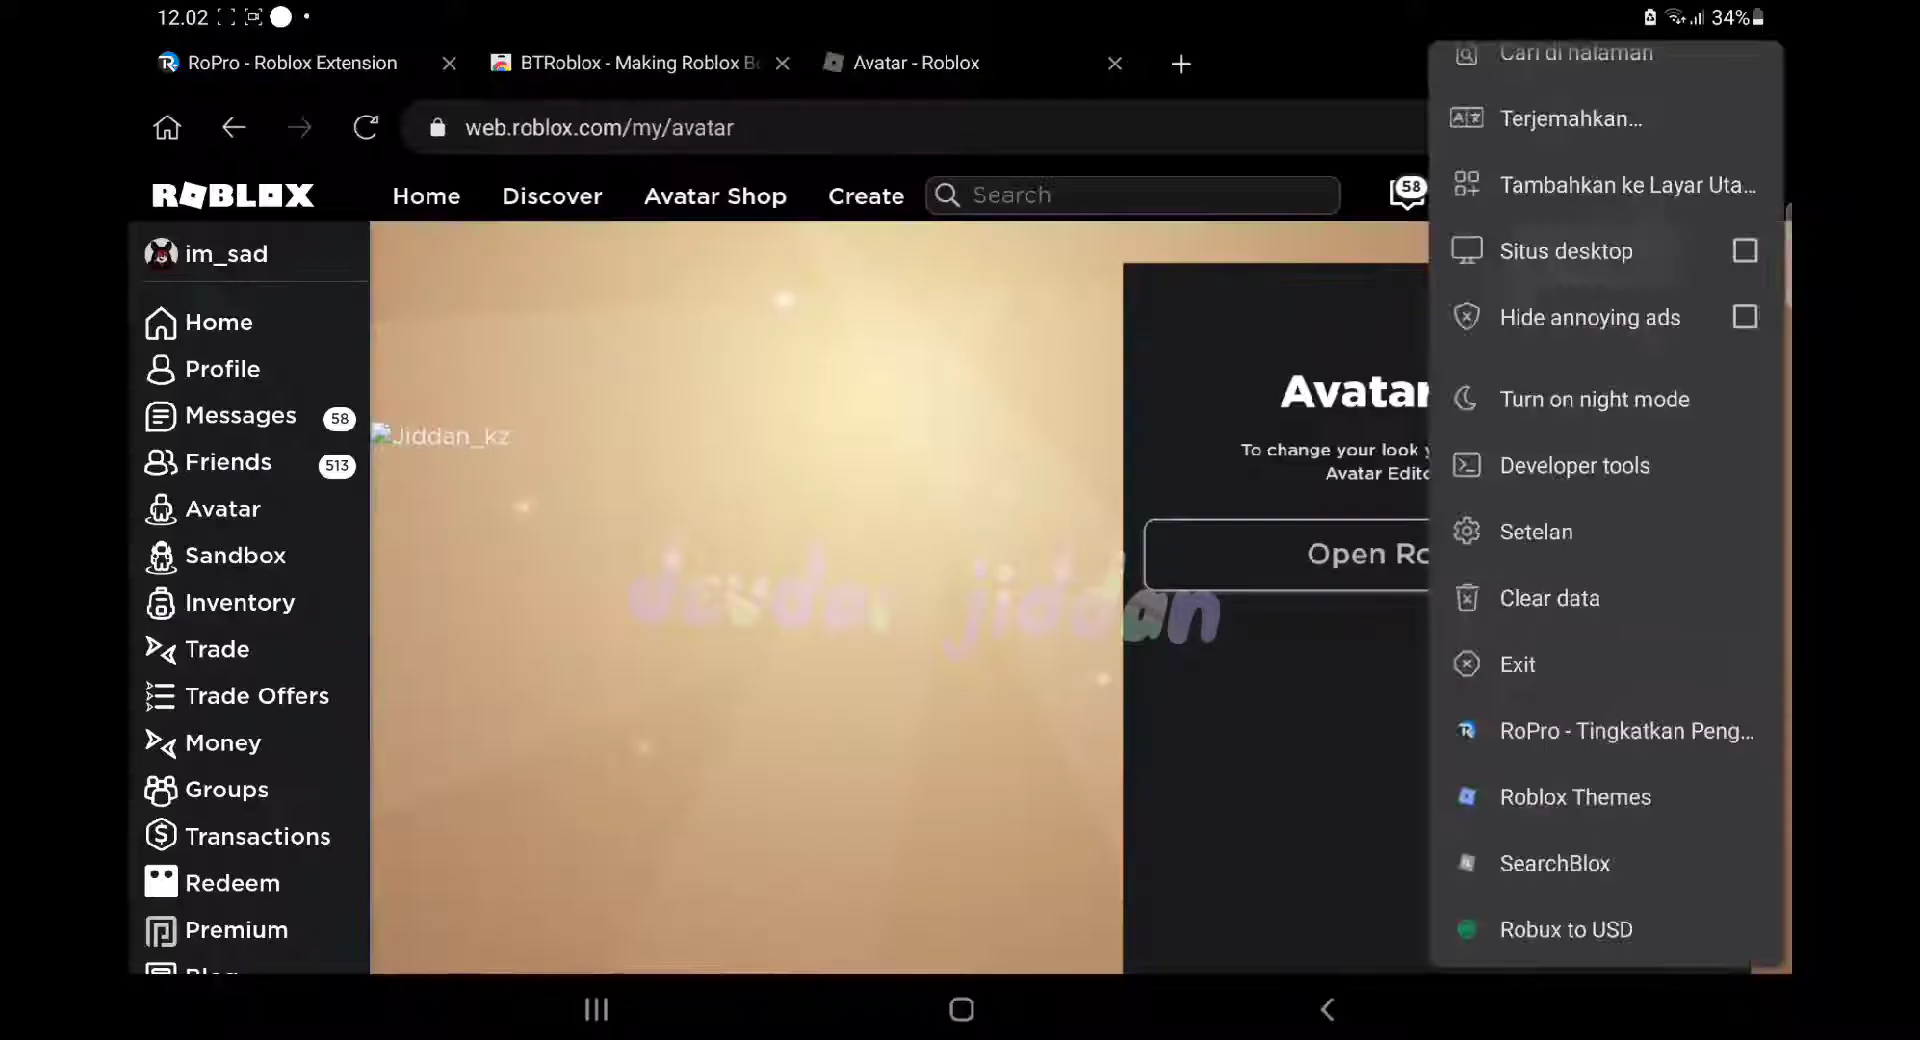 12.02
34%
RoPro - Roblox Extension
BTRoblox - Making Roblox B
Avatar - Roblox
web.roblox.com/my/avatar
ROBLOX
Home
Discover
Avatar Shop
Create
Search
58
im_sad
Home
Profile
Messages
58
Friends
513
Avatar
Sandbox
Inventory
Trade
Trade Offers
Money
Groups
Transactions
Redeem
Premium
Blog
Jiddan_kz
jiddan
Avatar
To change your look y
Avatar Edito
Open Ro
Cari di halaman
Terjemahkan...
Tambahkan ke Layar Uta...
Situs desktop
Hide annoying ads
Turn on night mode
Developer tools
Setelan
Clear data
Exit
RoPro - Tingkatkan Peng...
Roblox Themes
SearchBlox
Robux to USD